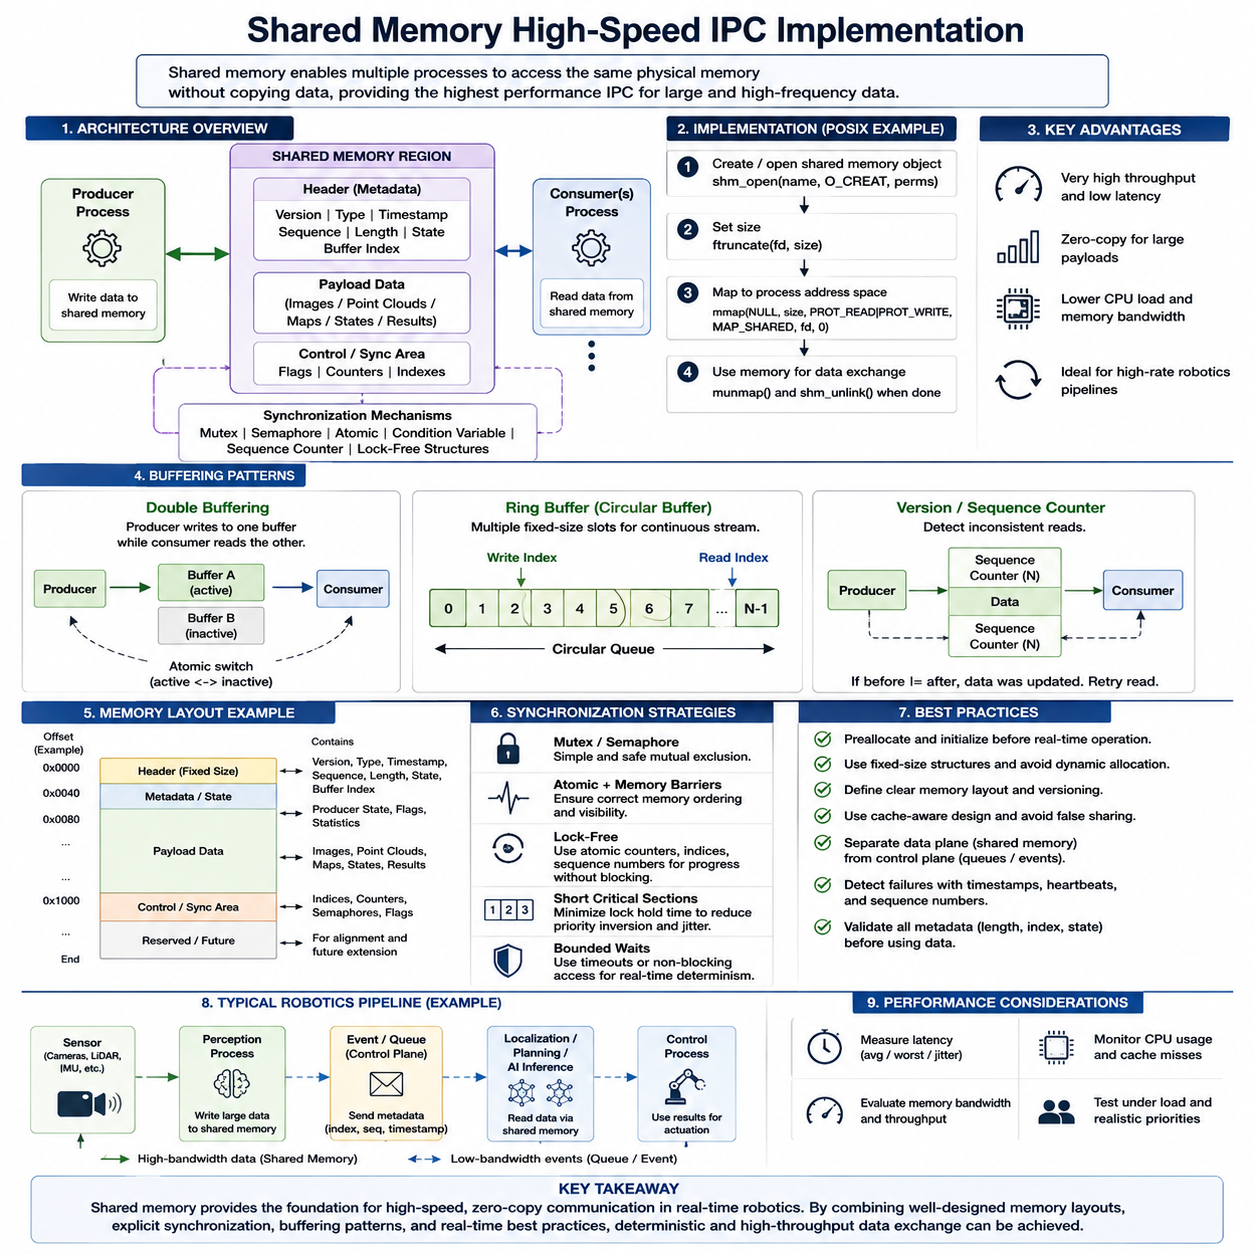 Shared Memory High-Speed IPC Implementation
Shared memory enables multiple processes to access the same physical memory
without copying data, providing the highest performance IPC for large and high-frequency data.
1. ARCHITECTURE OVERVIEW
Producer
Process
Write data to
shared memory
SHARED MEMORY REGION
Header (Metadata)
Version | Type | Timestamp
Sequence | Length | State
Buffer Index
Payload Data
(Images / Point Clouds /
Maps / States / Results)
Control / Sync Area
Flags | Counters | Indexes
Consumer(s)
Process
Read data from
shared memory
Synchronization Mechanisms
Mutex | Semaphore | Atomic | Condition Variable |
Sequence Counter | Lock-Free Structures
2. IMPLEMENTATION (POSIX EXAMPLE)
1
Create / open shared memory object
shm_open(name, O_CREAT, perms)
2
Set size
ftruncate(fd, size)
3
Map to process address space
mmap(NULL, size, PROT_READ|PROT_WRITE,
MAP_SHARED, fd, 0)
4
Use memory for data exchange
munmap() and shm_unlink() when done
3. KEY ADVANTAGES
Very high throughput
and low latency
Zero-copy for large
payloads
Lower CPU load and
memory bandwidth
Ideal for high-rate robotics
pipelines
4. BUFFERING PATTERNS
Double Buffering
Producer writes to one buffer
while consumer reads the other.
Producer
Buffer A
(active)
Consumer
Buffer B
(inactive)
Atomic switch
(active <-> inactive)
Ring Buffer (Circular Buffer)
Multiple fixed-size slots for continuous stream.
Write Index
Read Index
0 1 2 3 4 5 6 7 ... N-1
Circular Queue
Version / Sequence Counter
Detect inconsistent reads.
Producer
Sequence
Counter (N)
Data
Sequence
Counter (N)
Consumer
If before != after, data was updated. Retry read.
5. MEMORY LAYOUT EXAMPLE
Offset
(Example)
0x0000
0x0040
0x0080
...
...
0x1000
...
End
Header (Fixed Size)
Metadata / State
Payload Data
Control / Sync Area
Reserved / Future
Contains
Version, Type, Timestamp,
Sequence, Length, State,
Buffer Index
Producer State, Flags,
Statistics
Images, Point Clouds,
Maps, States, Results
Indices, Counters,
Semaphores, Flags
For alignment and
future extension
6. SYNCHRONIZATION STRATEGIES
Mutex / Semaphore
Simple and safe mutual exclusion.
Atomic + Memory Barriers
Ensure correct memory ordering
and visibility.
Lock-Free
Use atomic counters, indices,
sequence numbers for progress
without blocking.
1 2 3
Short Critical Sections
Minimize lock hold time to reduce
priority inversion and jitter.
Bounded Waits
Use timeouts or non-blocking
access for real-time determinism.
7. BEST PRACTICES
Preallocate and initialize before real-time operation.
Use fixed-size structures and avoid dynamic allocation.
Define clear memory layout and versioning.
Use cache-aware design and avoid false sharing.
Separate data plane (shared memory)
from control plane (queues / events).
Detect failures with timestamps, heartbeats,
and sequence numbers.
Validate all metadata (length, index, state)
before using data.
8. TYPICAL ROBOTICS PIPELINE (EXAMPLE)
Sensor
(Cameras, LiDAR,
IMU, etc.)
Perception
Process
Write large data
to shared memory
Event / Queue
(Control Plane)
Send metadata
(index, seq, timestamp)
Localization /
Planning /
AI Inference
Read data via
shared memory
Control
Process
Use results for
actuation
High-bandwidth data (Shared Memory)
Low-bandwidth events (Queue / Event)
9. PERFORMANCE CONSIDERATIONS
Measure latency
(avg / worst / jitter)
Monitor CPU usage
and cache misses
Evaluate memory bandwidth
and throughput
Test under load and
realistic priorities
KEY TAKEAWAY
Shared memory provides the foundation for high-speed, zero-copy communication in real-time robotics. By combining well-designed memory layouts,
explicit synchronization, buffering patterns, and real-time best practices, deterministic and high-throughput data exchange can be achieved.